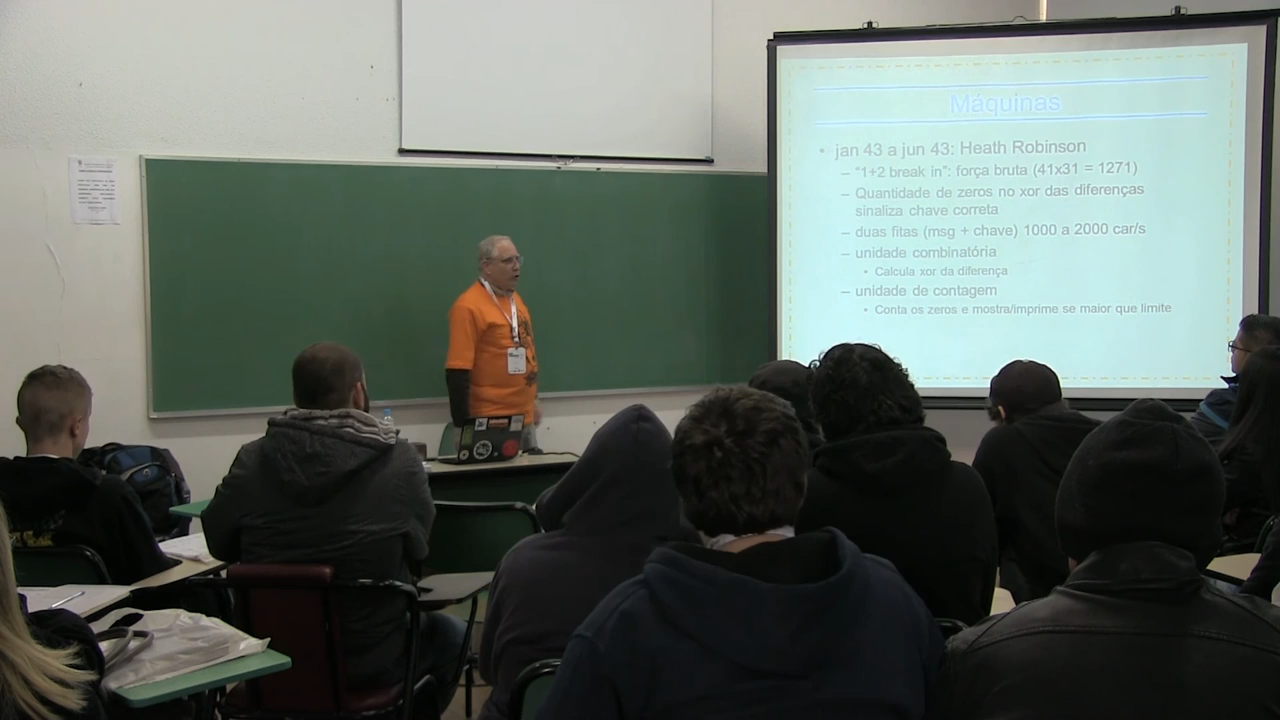 Máquinas
• jan 43 a jun 43: Heath Robinson
– “1+2 break in”: força bruta (41x31 = 1271)
– Quantidade de zeros no xor das diferenças
sinaliza chave correta
– duas fitas (msg + chave) 1000 a 2000 car/s
– unidade combinatória
• Calcula xor da diferença
– unidade de contagem
• Conta os zeros e mostra/imprime se maior que limite